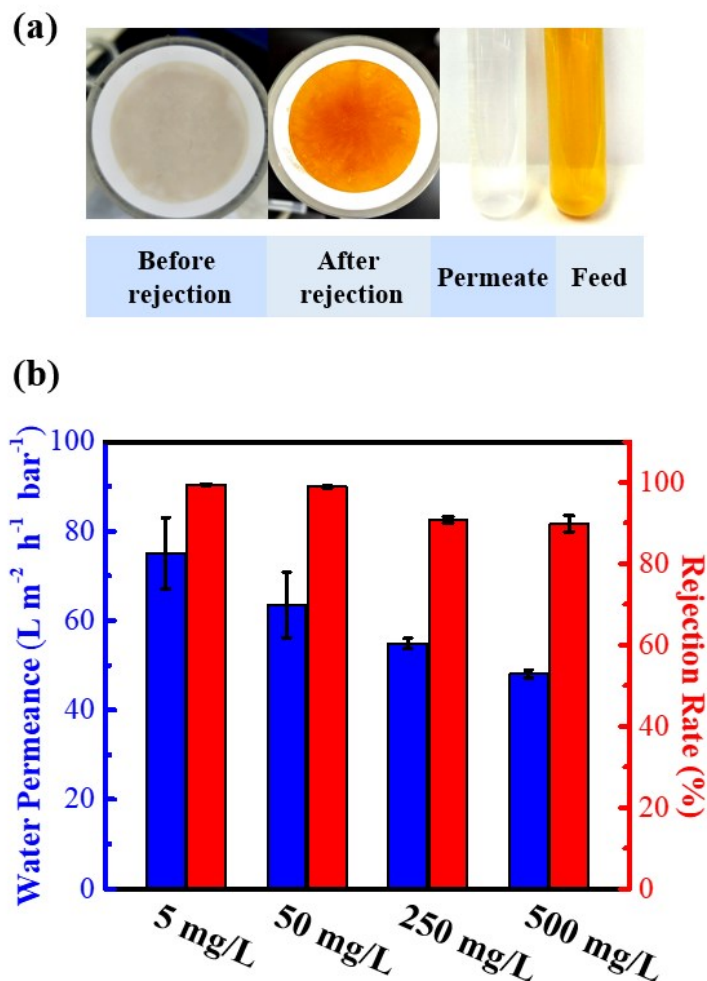 (a)
Before
rejection
After
rejection
Permeate
Feed
(b)
Water Permeance (L m⁻² h⁻¹ bar⁻¹)
100
80
60
40
20
0
100
80
60
40
20
0
Rejection Rate (%)
5 mg/L
50 mg/L
250 mg/L
500 mg/L